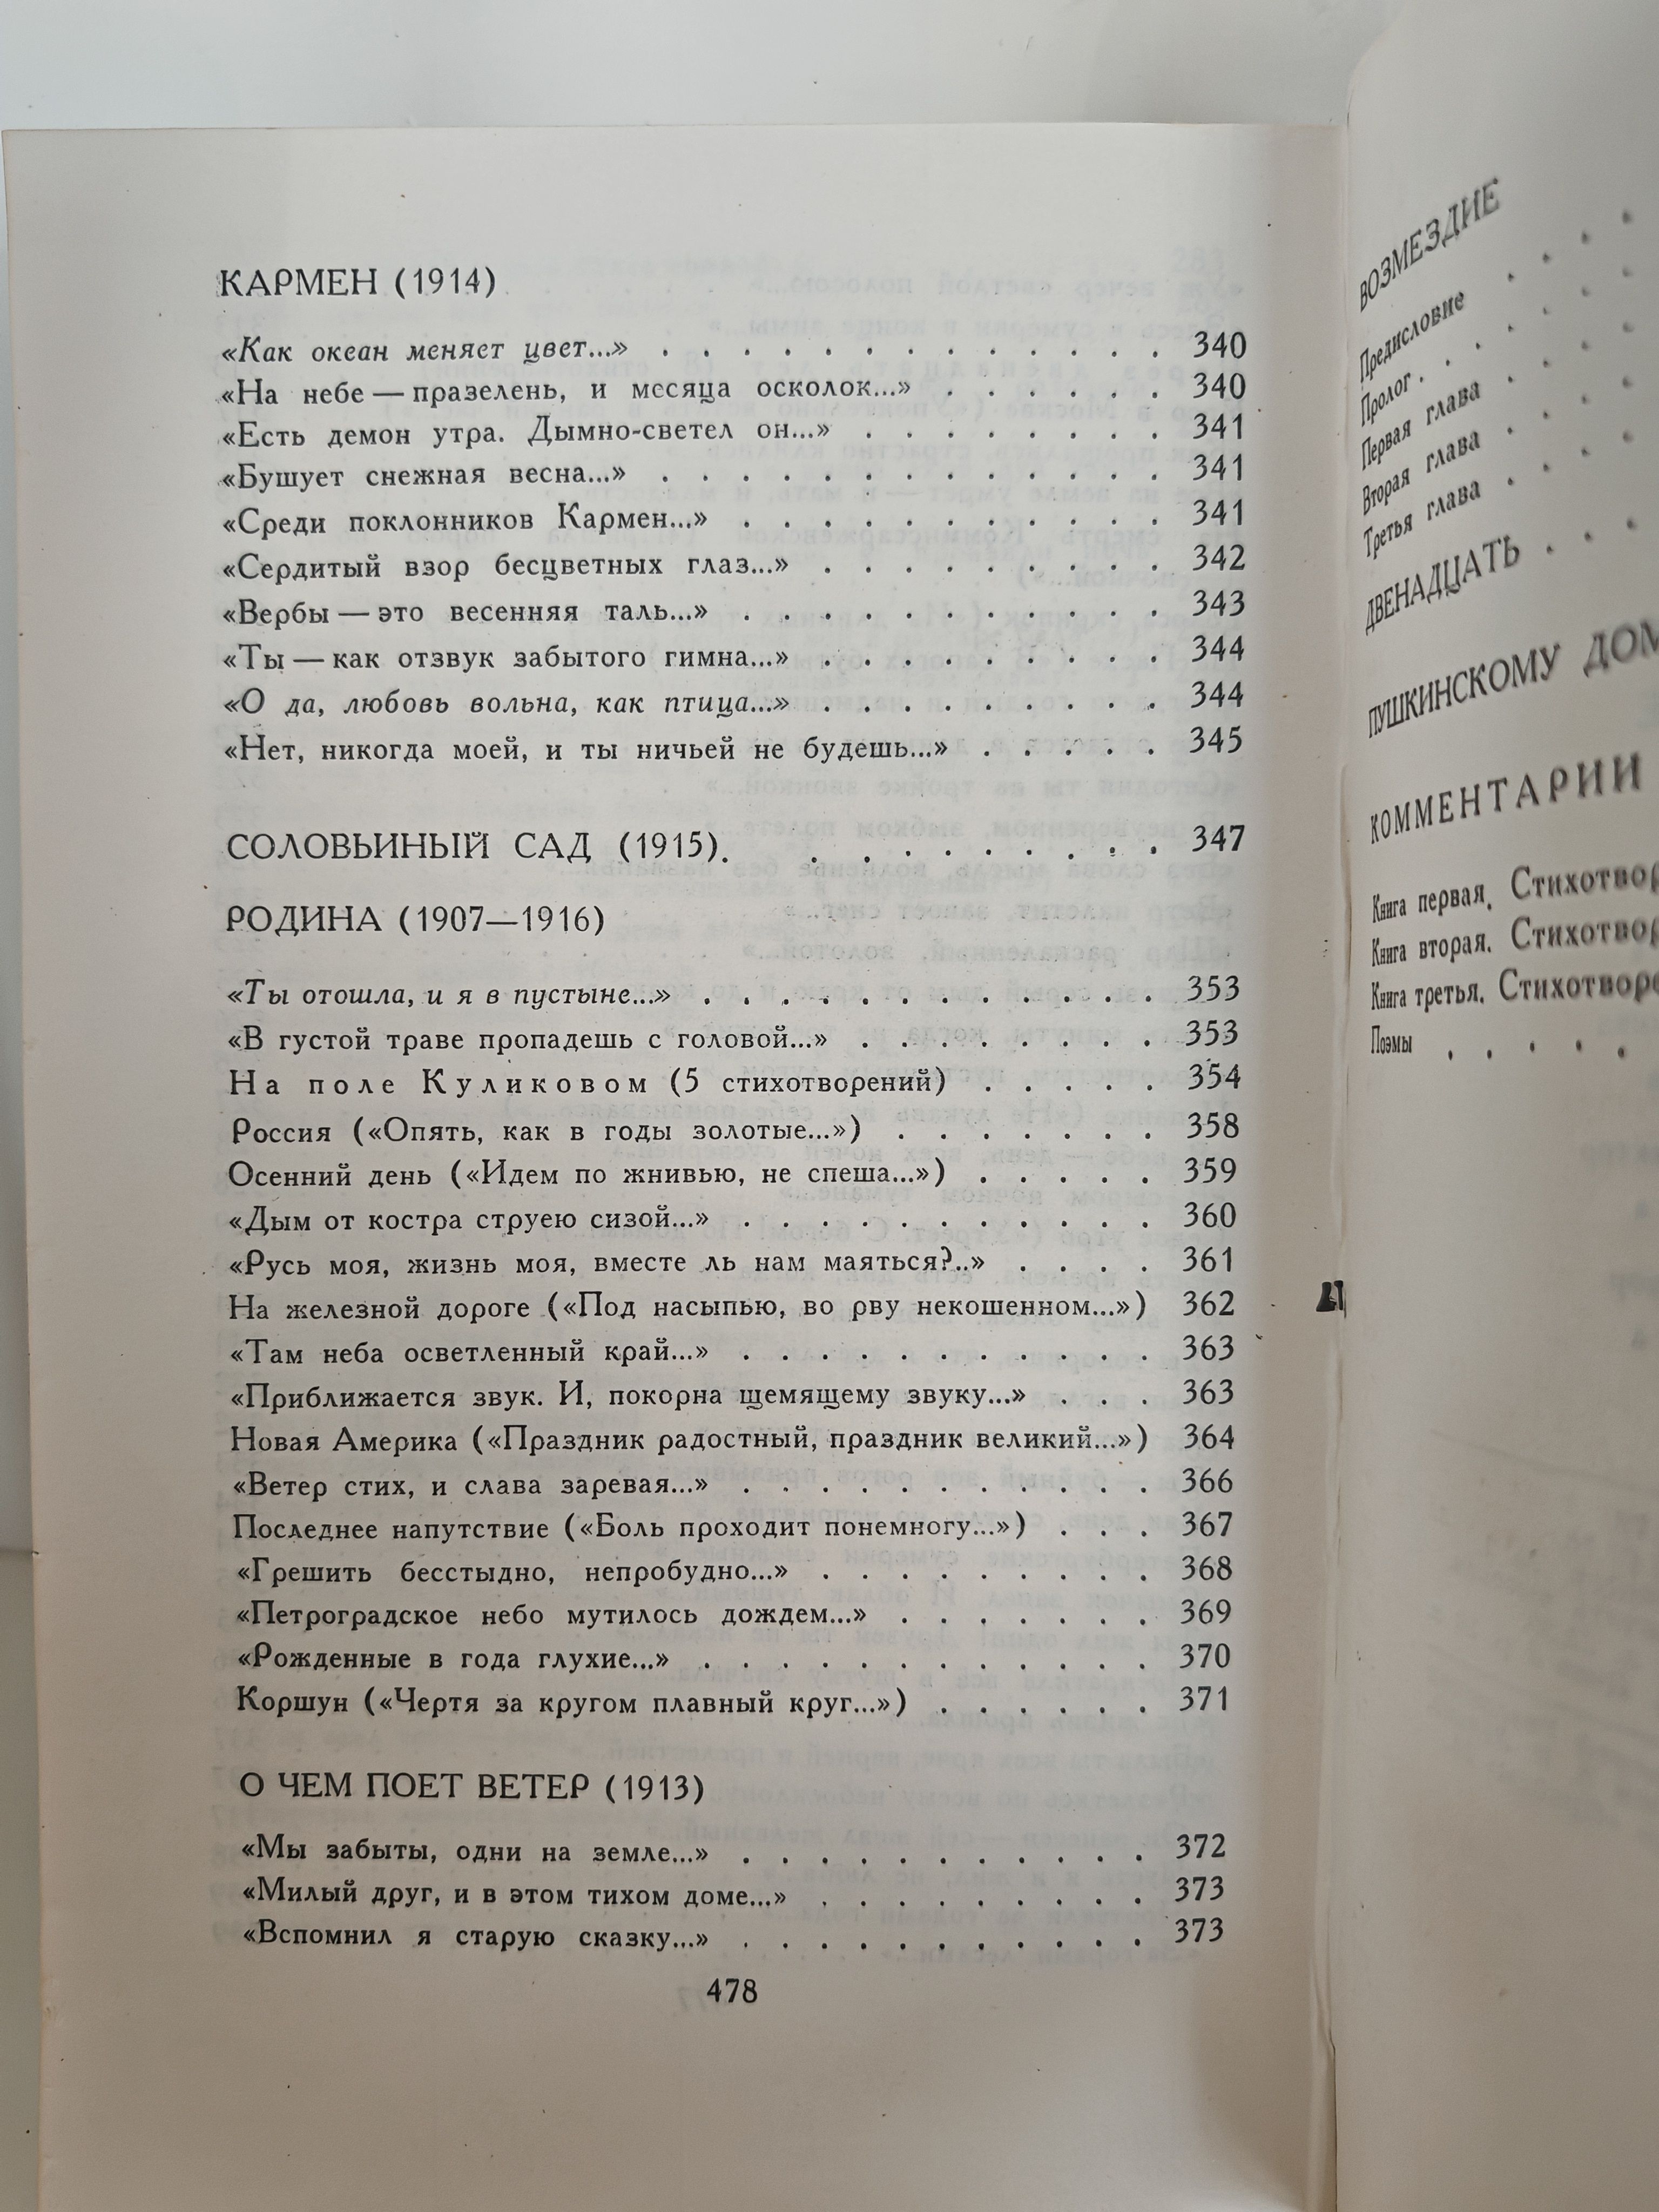 КАРМЕН (1914)
«Как океан меняет цвет...» . . . . . . . . . . . . . 340
«На небе — празелень, и месяца осколок...» . . . . . . 340
«Есть демон утра. Дымно-светел он...» . . . . . . . . 341
«Бушует снежная весна...» . . . . . . . . . . . . . 341
«Среди поклонников Кармен...» . . . . . . . . . . . 341
«Сердитый взор бесцветных глаз...» . . . . . . . . . 342
«Вербы — это весенняя таль...» . . . . . . . . . . . 343
«Ты — как отзвук забытого гимна...» . . . . . . . . . 344
«О да, любовь вольна, как птица...» . . . . . . . . . 344
«Нет, никогда моей, и ты ничьей не будешь...» . . . . . 345
СОЛОВЬИНЫЙ САД (1915). . . . . . . . . . 347
РОДИНА (1907—1916)
«Ты отошла, и я в пустыне...» . . . . . . . . . . . . 353
«В густой траве пропадешь с головой...» . . . . . . . . 353
На поле Куликовом (5 стихотворений) . . . . . 354
Россия («Опять, как в годы золотые...») . . . . . . . 358
Осенний день («Идем по жнивью, не спеша...») . . . . . 359
«Дым от костра струею сизой...» . . . . . . . . . . . 360
«Русь моя, жизнь моя, вместе ль нам маяться?..» . . . . 361
На железной дороге («Под насыпью, во рву некошенном...») 362
«Там неба осветленный край...» . . . . . . . . . . . 363
«Приближается звук. И, покорна щемящему звуку...» . . . 363
Новая Америка («Праздник радостный, праздник великий...») 364
«Ветер стих, и слава заревая...» . . . . . . . . . . . 366
Последнее напутствие («Боль проходит понемногу...») . . . 367
«Грешить бесстыдно, непробудно...» . . . . . . . . . 368
«Петроградское небо мутилось дождем...» . . . . . . . 369
«Рожденные в года глухие...» . . . . . . . . . . . . 370
Коршун («Чертя за кругом плавный круг...») . . . . . . 371
О ЧЕМ ПОЕТ ВЕТЕР (1913)
«Мы забыты, одни на земле...» . . . . . . . . . . . 372
«Милый друг, и в этом тихом доме...» . . . . . . . . . 373
«Вспомнил я старую сказку...» . . . . . . . . . . . 373
478
ВОЗМЕЗДИЕ
Предисловие . . . .
Пролог . . . . .
Первая глава . . . .
Вторая глава . . . .
Третья глава . . . .
ДВЕНАДЦАТЬ . . .
ПУШКИНСКОМУ ДОМ
КОММЕНТАРИИ
Книга первая. Стихотвор
Книга вторая. Стихотвор
Книга третья. Стихотворе
Поэмы . . . . .